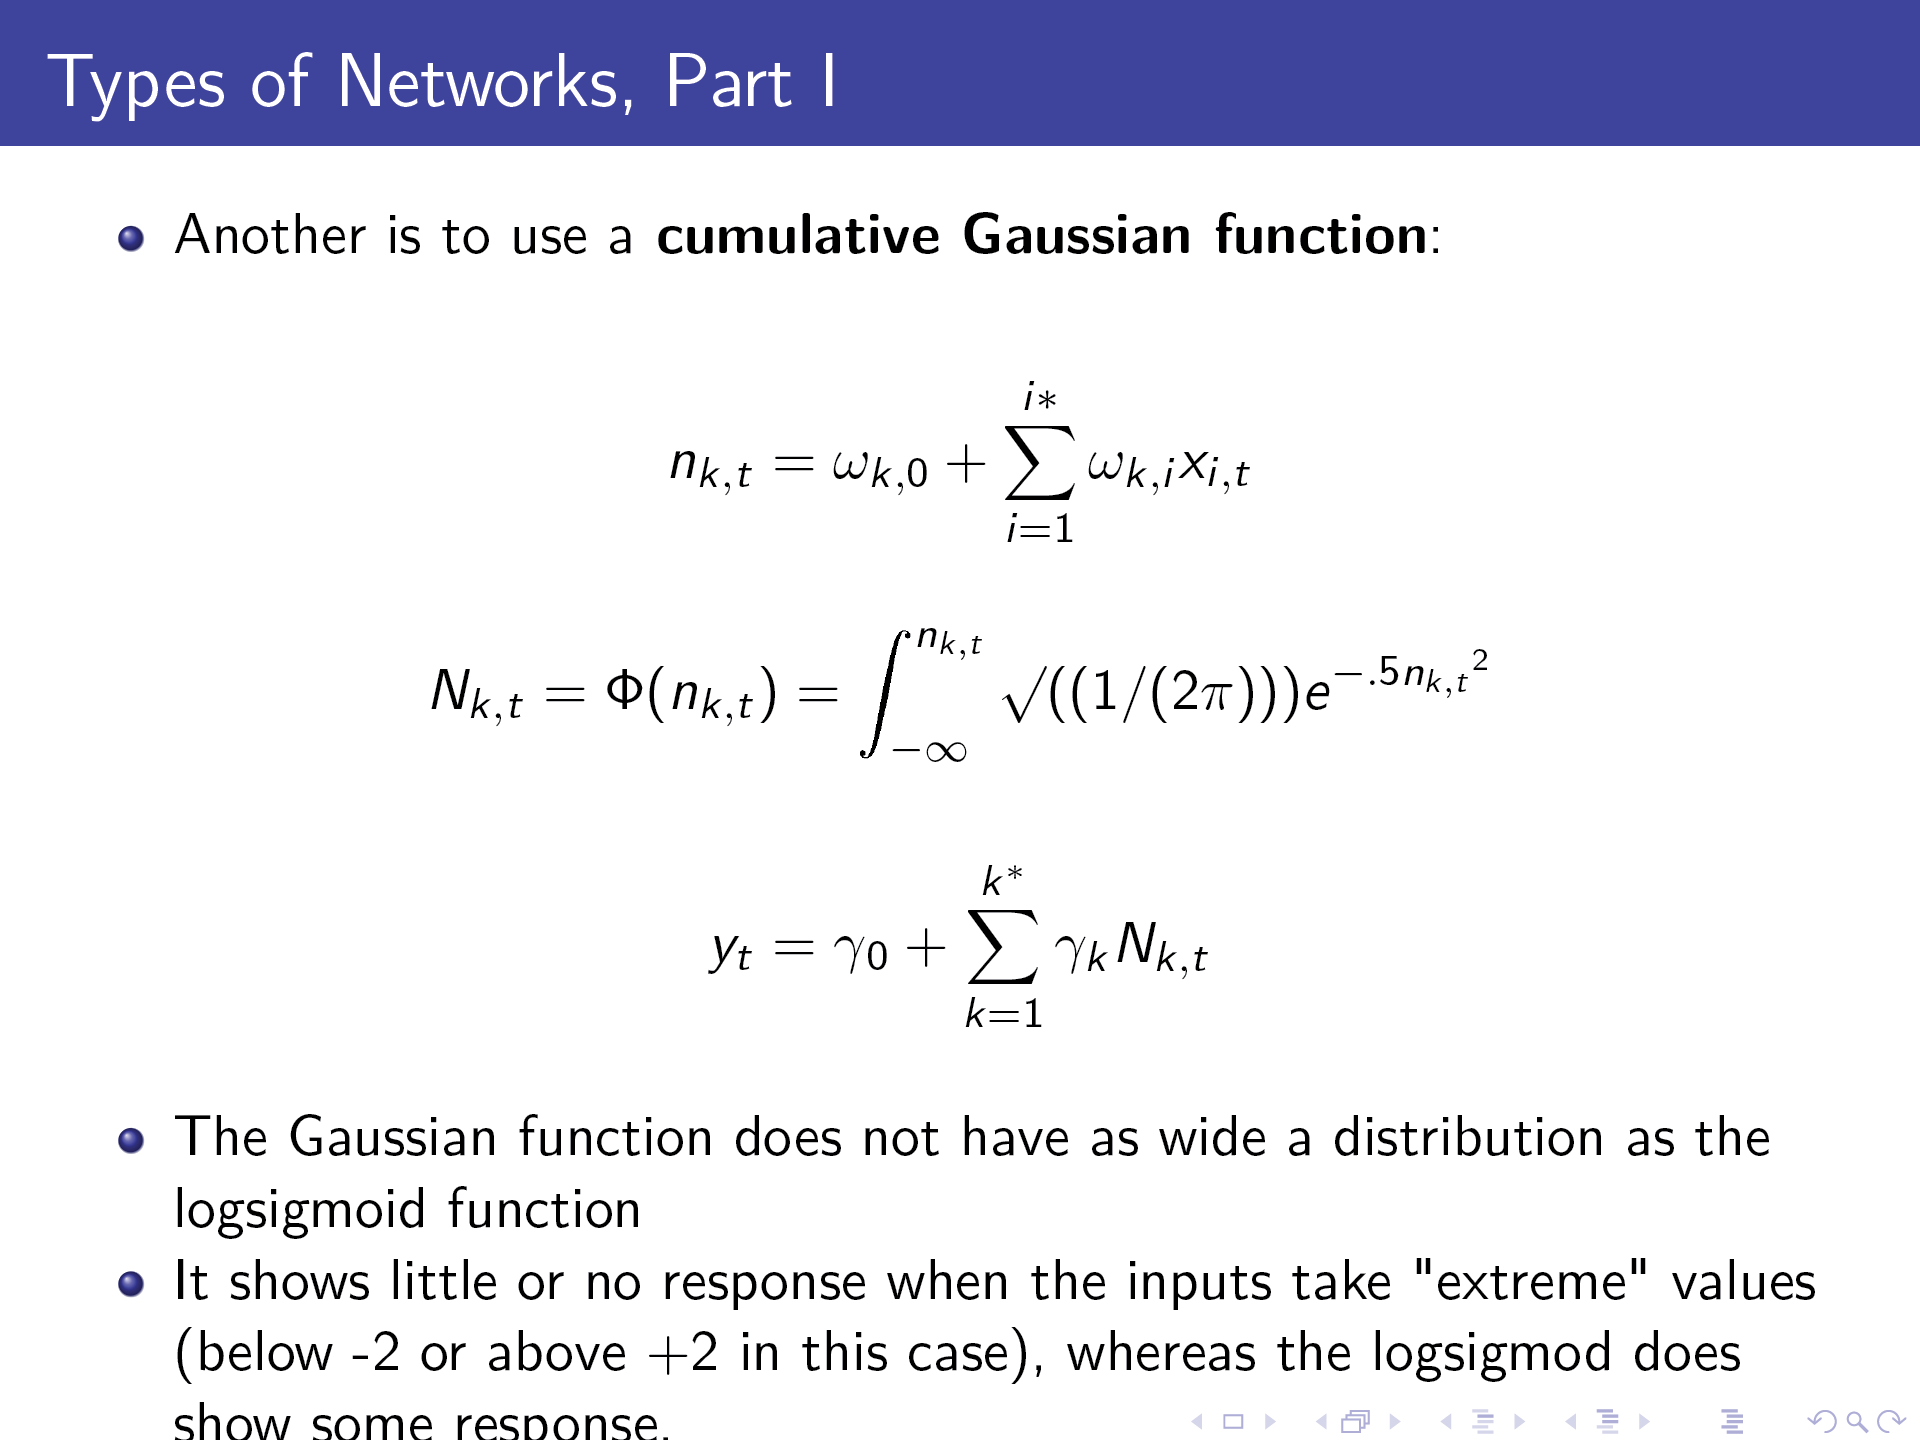 Types of Networks, Part I
Another is to use a cumulative Gaussian function:
n_{k,t} = ω_{k,0} + \sum_{i=1}^{i*} ω_{k,i} x_{i,t}
N_{k,t} = Φ(n_{k,t}) = \int_{-∞}^{n_{k,t}} √((1/(2π)))e^{-.5n_{k,t}^2}
y_t = γ_0 + \sum_{k=1}^{k^*} γ_k N_{k,t}
The Gaussian function does not have as wide a distribution as the
logsigmoid function
It shows little or no response when the inputs take "extreme" values
(below -2 or above +2 in this case), whereas the logsigmod does
show some response.